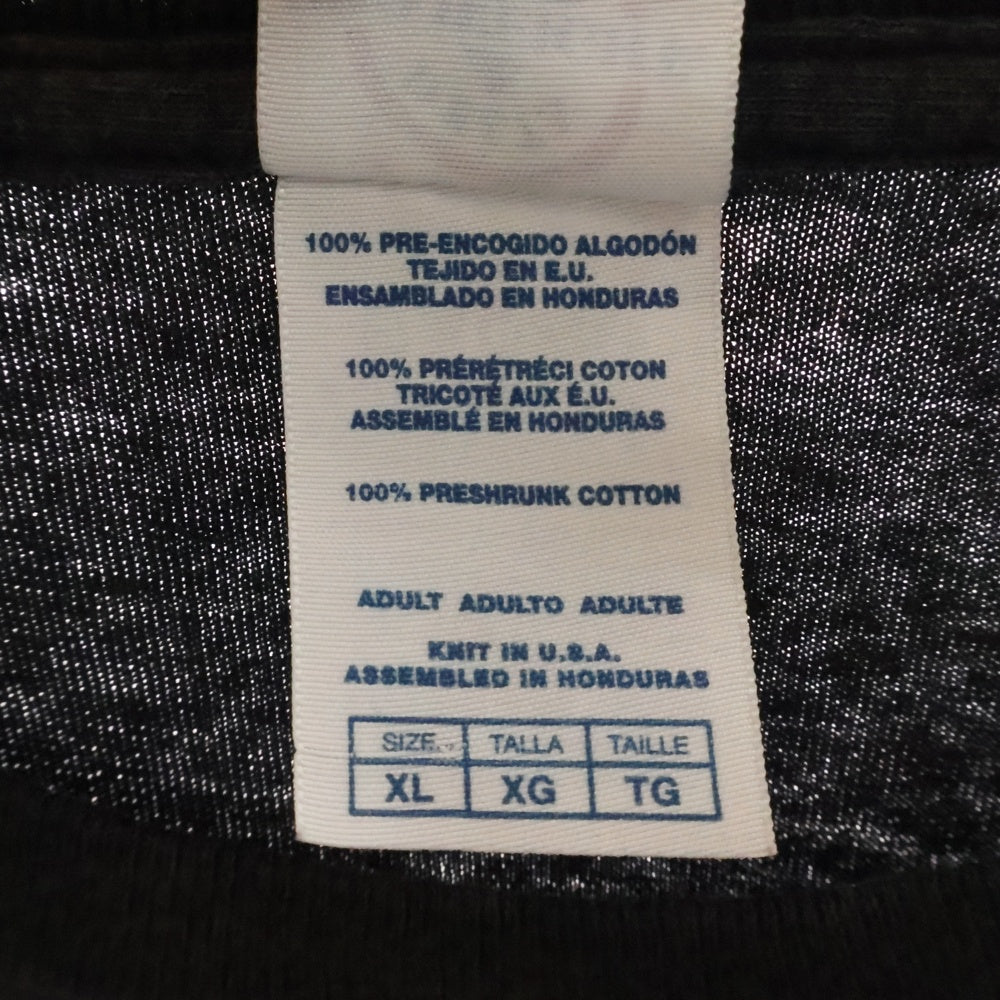 100% PRE-ENCOGIDO ALGODÓN
TEJIDO EN E.U.
ENSAMBLADO EN HONDURAS
100% PRÉRÉTRÉCI COTON
TRICOTÉ AUX É.U.
ASSEMBLÉ EN HONDURAS
100% PRESHRUNK COTTON
ADULT ADULTO ADULTE
KNIT IN U.S.A.
ASSEMBLED IN HONDURAS
SIZE TALLA TAILLE
XL XG TG